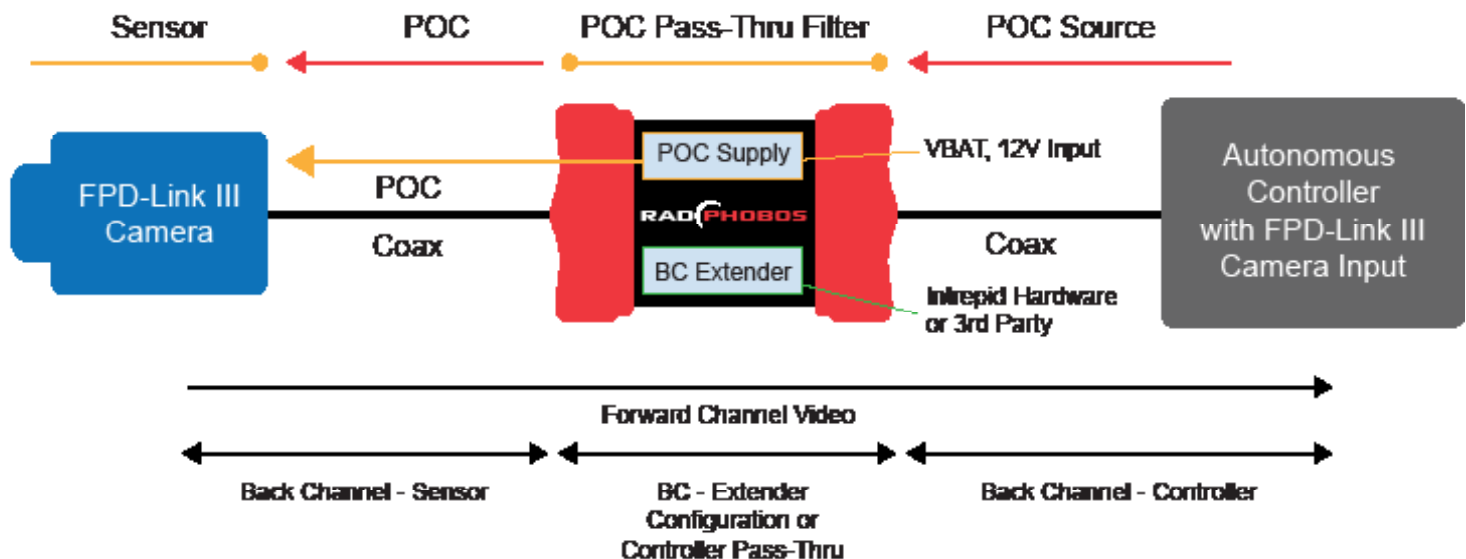 Sensor
POC
POC Pass-Thru Filter
POC Source
POC Supply
VBAT, 12V Input
FPD-Link III
Camera
POC
Coax
RAD PHOBOS
BC Extender
Coax
Intrepid Hardware
or 3rd Party
Autonomous
Controller
with FPD-Link III
Camera Input
Forward Channel Video
Back Channel - Sensor
BC - Extender
Configuration or
Controller Pass-Thru
Back Channel - Controller